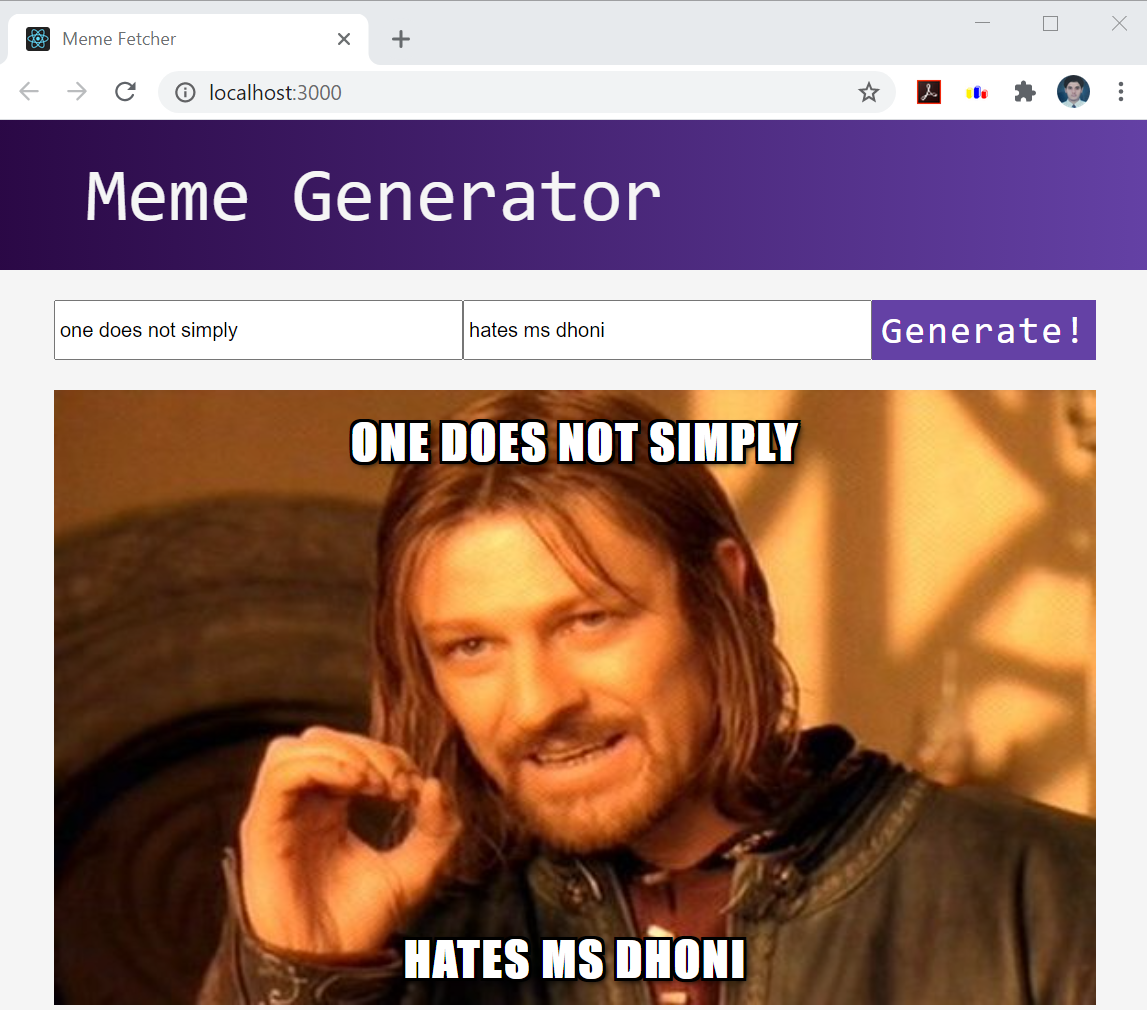 Meme Fetcher
localhost:3000
Meme Generator
one does not simply
hates ms dhoni
Generate!
ONE DOES NOT SIMPLY
HATES MS DHONI